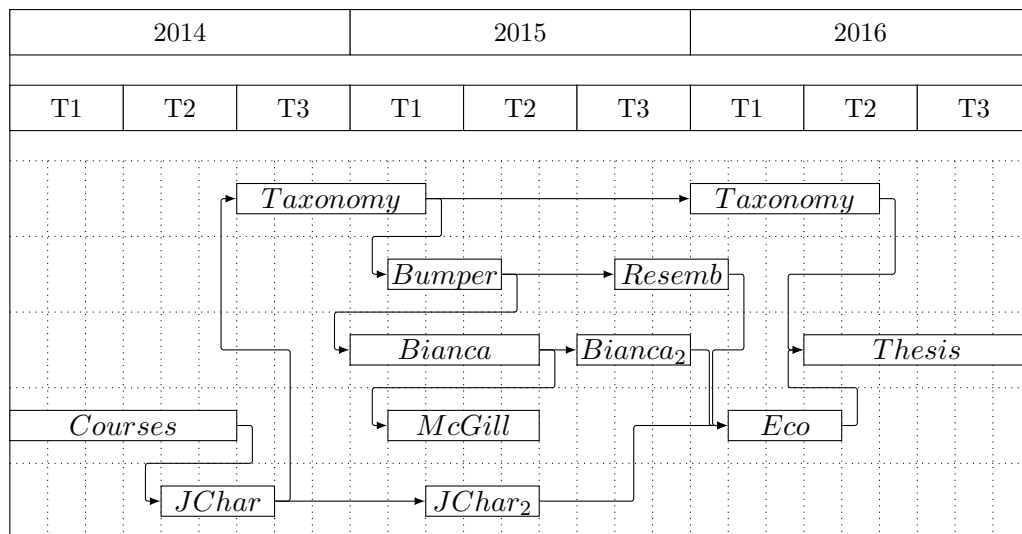 2014 2015 2016
T1 T2 T3 T1 T2 T3 T1 T2 T3
Taxonomy Taxonomy
Bumper Resemb
Bianca Bianca₂ Thesis
Courses McGill Eco
JChar JChar₂